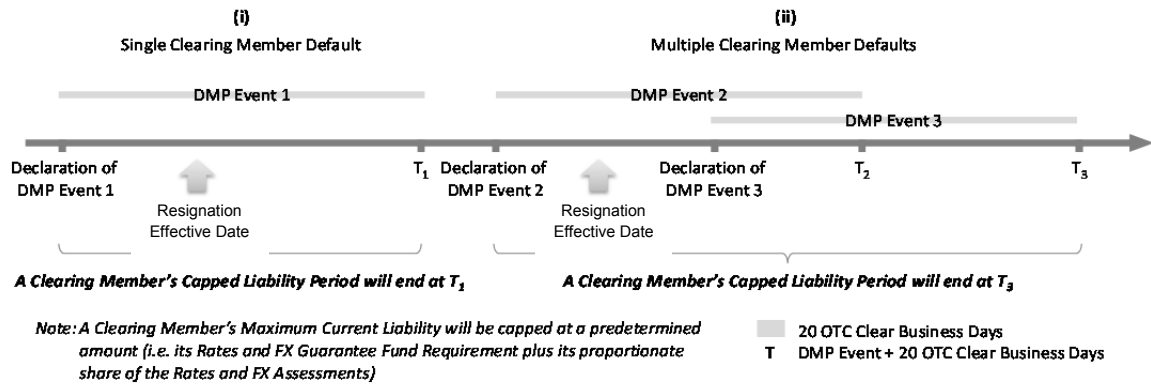 (i)
Single Clearing Member Default
(ii)
Multiple Clearing Member Defaults
DMP Event 1
DMP Event 2
DMP Event 3
Declaration of
DMP Event 1
T1
Declaration of
DMP Event 2
Declaration of
DMP Event 3
T2
T3
Resignation
Effective Date
Resignation
Effective Date
A Clearing Member's Capped Liability Period will end at T1
A Clearing Member's Capped Liability Period will end at T3
Note: A Clearing Member's Maximum Current Liability will be capped at a predetermined
amount (i.e. its Rates and FX Guarantee Fund Requirement plus its proportionate
share of the Rates and FX Assessments)
20 OTC Clear Business Days
T DMP Event + 20 OTC Clear Business Days